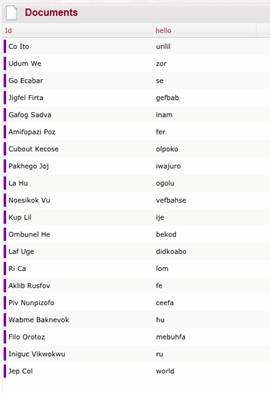 Documents
Id hello
Co Ito urilil
Udum We zor
Go Ecabar se
Jigfel Firta gefbab
Gafog Sadva inam
Amifopazi Poz fer
Cubout Kecose olpoko
Pakhego Joj iwajuro
La Hu ogolu
Noesikok Vu vefbahse
Kup Lil ije
Ombunel He bekod
Laf Uge didkoabo
Ri Ca lom
Aklib Rusfov fe
Piv Nunpizofo ceefa
Wabme Baknevok hu
Filo Orotoz mebuhfa
Iniguc Vikwokwu ru
Jep Col world